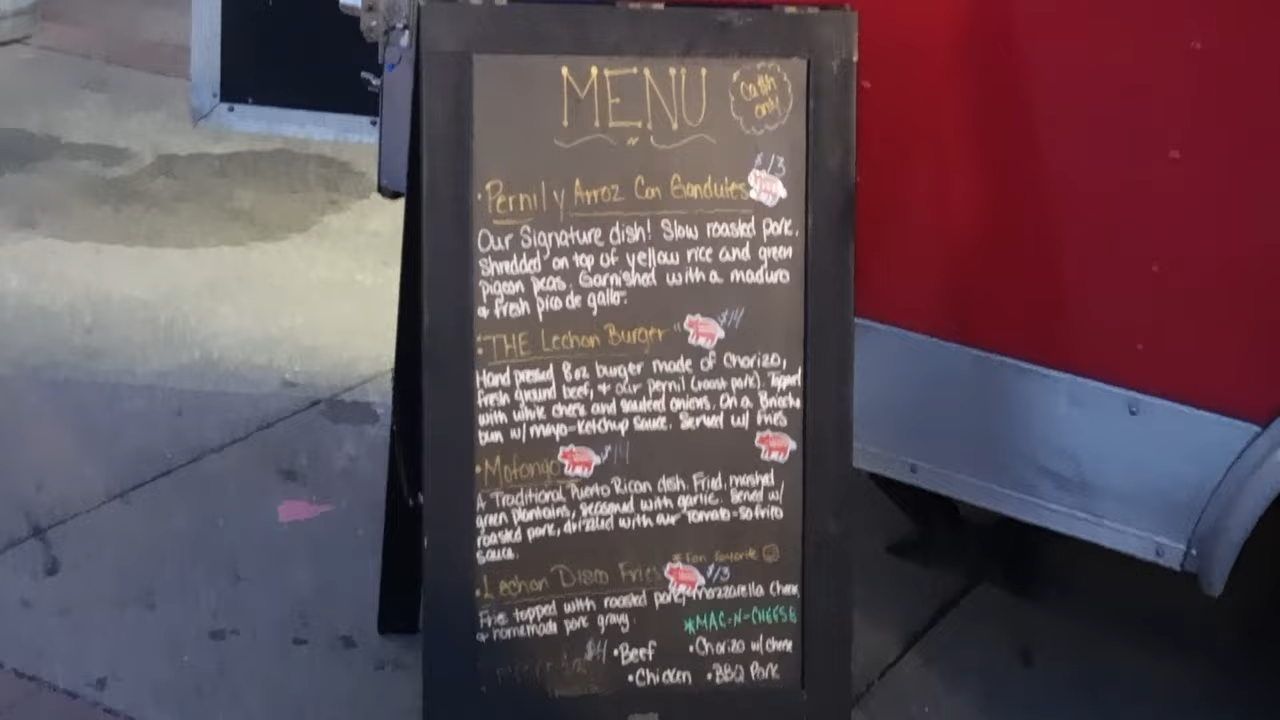 MENU
Cash
only
$13
• Pernil y Arroz Con Gandules
Our Signature dish! Slow roasted pork,
shredded on top of yellow rice and green
pigeon peas. Garnished with a maduro
& fresh pico de gallo.
• "THE Lechon Burger" $14
Hand pressed 8oz burger made of Chorizo,
fresh ground beef, & our pernil (roast pork). Topped
with white cheese and sauteed onions. On a Brioche
bun w/ mayo-ketchup sauce. Served w/ Fries
• Mofongo $14
A Traditional Puerto Rican dish. Fried, mashed
green plantains, seasoned with garlic. Served w/
roasted pork, drizzled with our Tomato-sofrito
sauce.
*Fan favorite
• Lechon Disco Fries $13
Fries topped with roasted pork, Mozzarella Cheese,
& homemade pork gravy.
*MAC-N-CHEESE
$4 • Beef • Chorizo w/ cheese
• Chicken • BBQ Pork